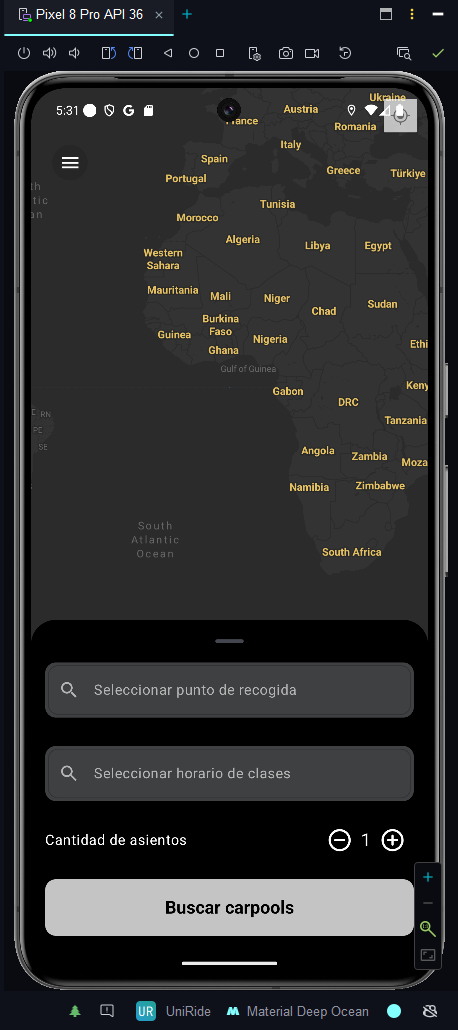 Pixel 8 Pro API 36
5:31
G
Ukraine
Austria
France
Romania
Italy
Spain
Greece
Türkiye
Portugal
Tunisia
Morocco
Algeria
Libya
Egypt
Western
Sahara
Mauritania
Mali
Niger
Chad
Sudan
Burkina
Faso
Guinea
Nigeria
Ghana
Ethi
Gulf of Guinea
Gabon
Keny
DRC
RN
Tanzania
PE
SE
Angola
Zambia
Moza
Namibia
Zimbabwe
South
Atlantic
Ocean
South Africa
Seleccionar punto de recogida
Seleccionar horario de clases
Cantidad de asientos
1
Buscar carpools
UR UniRide
Material Deep Ocean